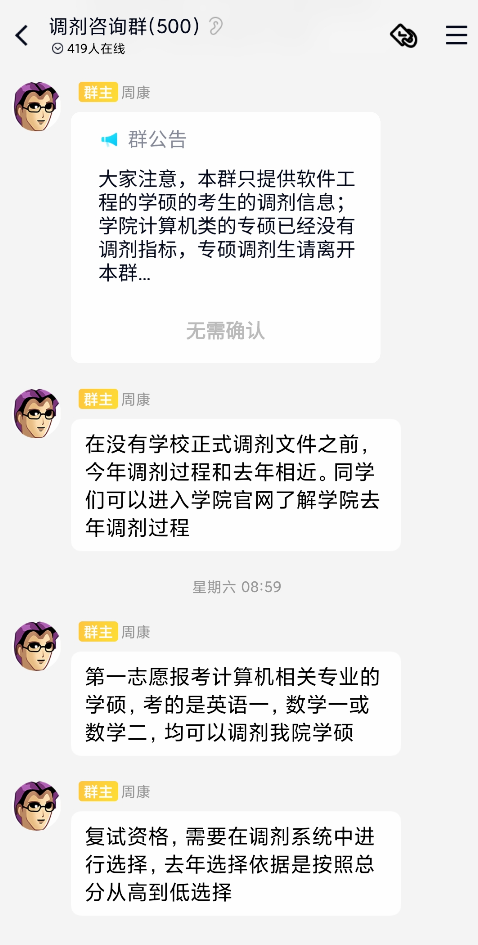 调剂咨询群(500)
419人在线
群主 周康
群公告
大家注意，本群只提供软件工
程的学硕的考生的调剂信息；
学院计算机类的专硕已经没有
调剂指标，专硕调剂生请离开
本群...
无需确认
群主 周康
在没有学校正式调剂文件之前，
今年调剂过程和去年相近。同学
们可以进入学院官网了解学院去
年调剂过程
星期六 08:59
群主 周康
第一志愿报考计算机相关专业的
学硕，考的是英语一，数学一或
数学二，均可以调剂我院学硕
群主 周康
复试资格，需要在调剂系统中进
行选择，去年选择依据是按照总
分从高到低选择